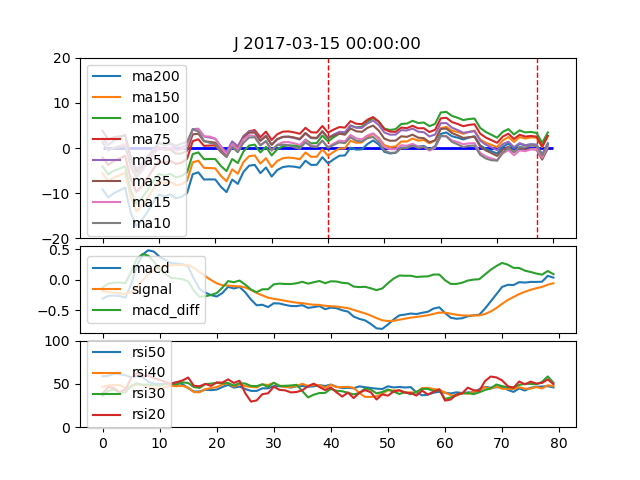 J 2017-03-15 00:00:00
20
10
0
−10
−20
ma200
ma150
ma100
ma75
ma50
ma35
ma15
ma10
0.5
0.0
−0.5
macd
signal
macd_diff
100
50
0
rsi50
rsi40
rsi30
rsi20
0 10 20 30 40 50 60 70 80